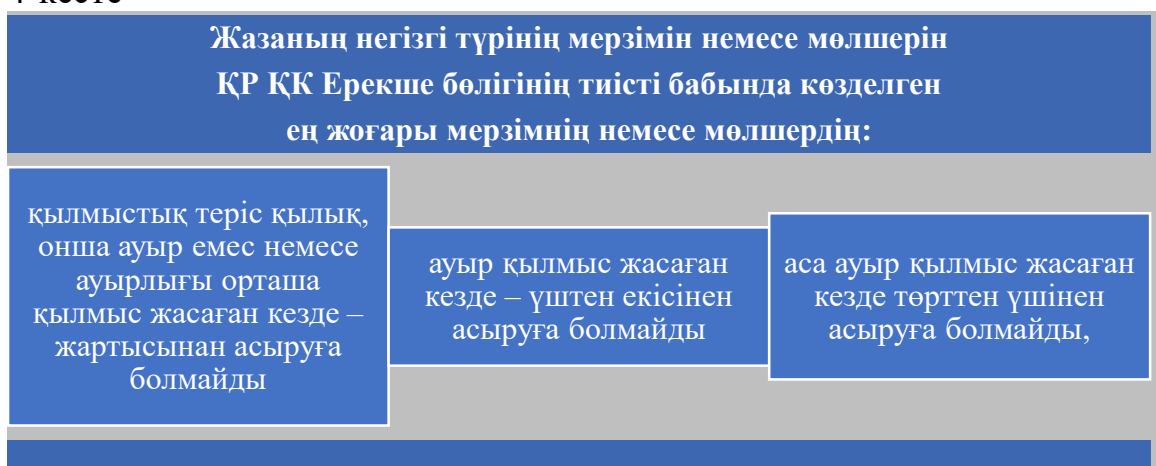 Жазаның негізгі түрінің мерзімін немесе мөлшерін
ҚР ҚК Ерекше бөлігінің тиісті бабында көзделген
ең жоғары мерзімнің немесе мөлшердің:
қылмыстық теріс қылық,
онша ауыр емес немесе
ауырлығы орташа
қылмыс жасаған кезде –
жартысынан асыруға
болмайды
ауыр қылмыс жасаған
кезде – үштен екісінен
асыруға болмайды
аса ауыр қылмыс жасаған
кезде төрттен үшінен
асыруға болмайды,